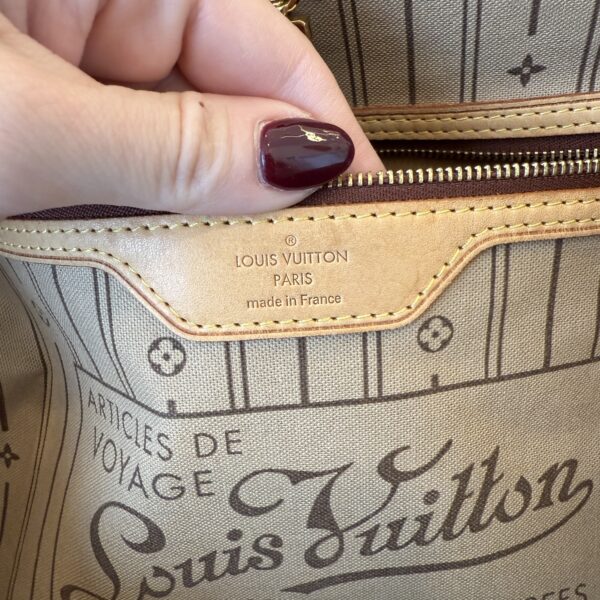 ®
LOUIS VUITTON
PARIS
made in France
ARTICLES DE
VOYAGE
Louis Vuitton